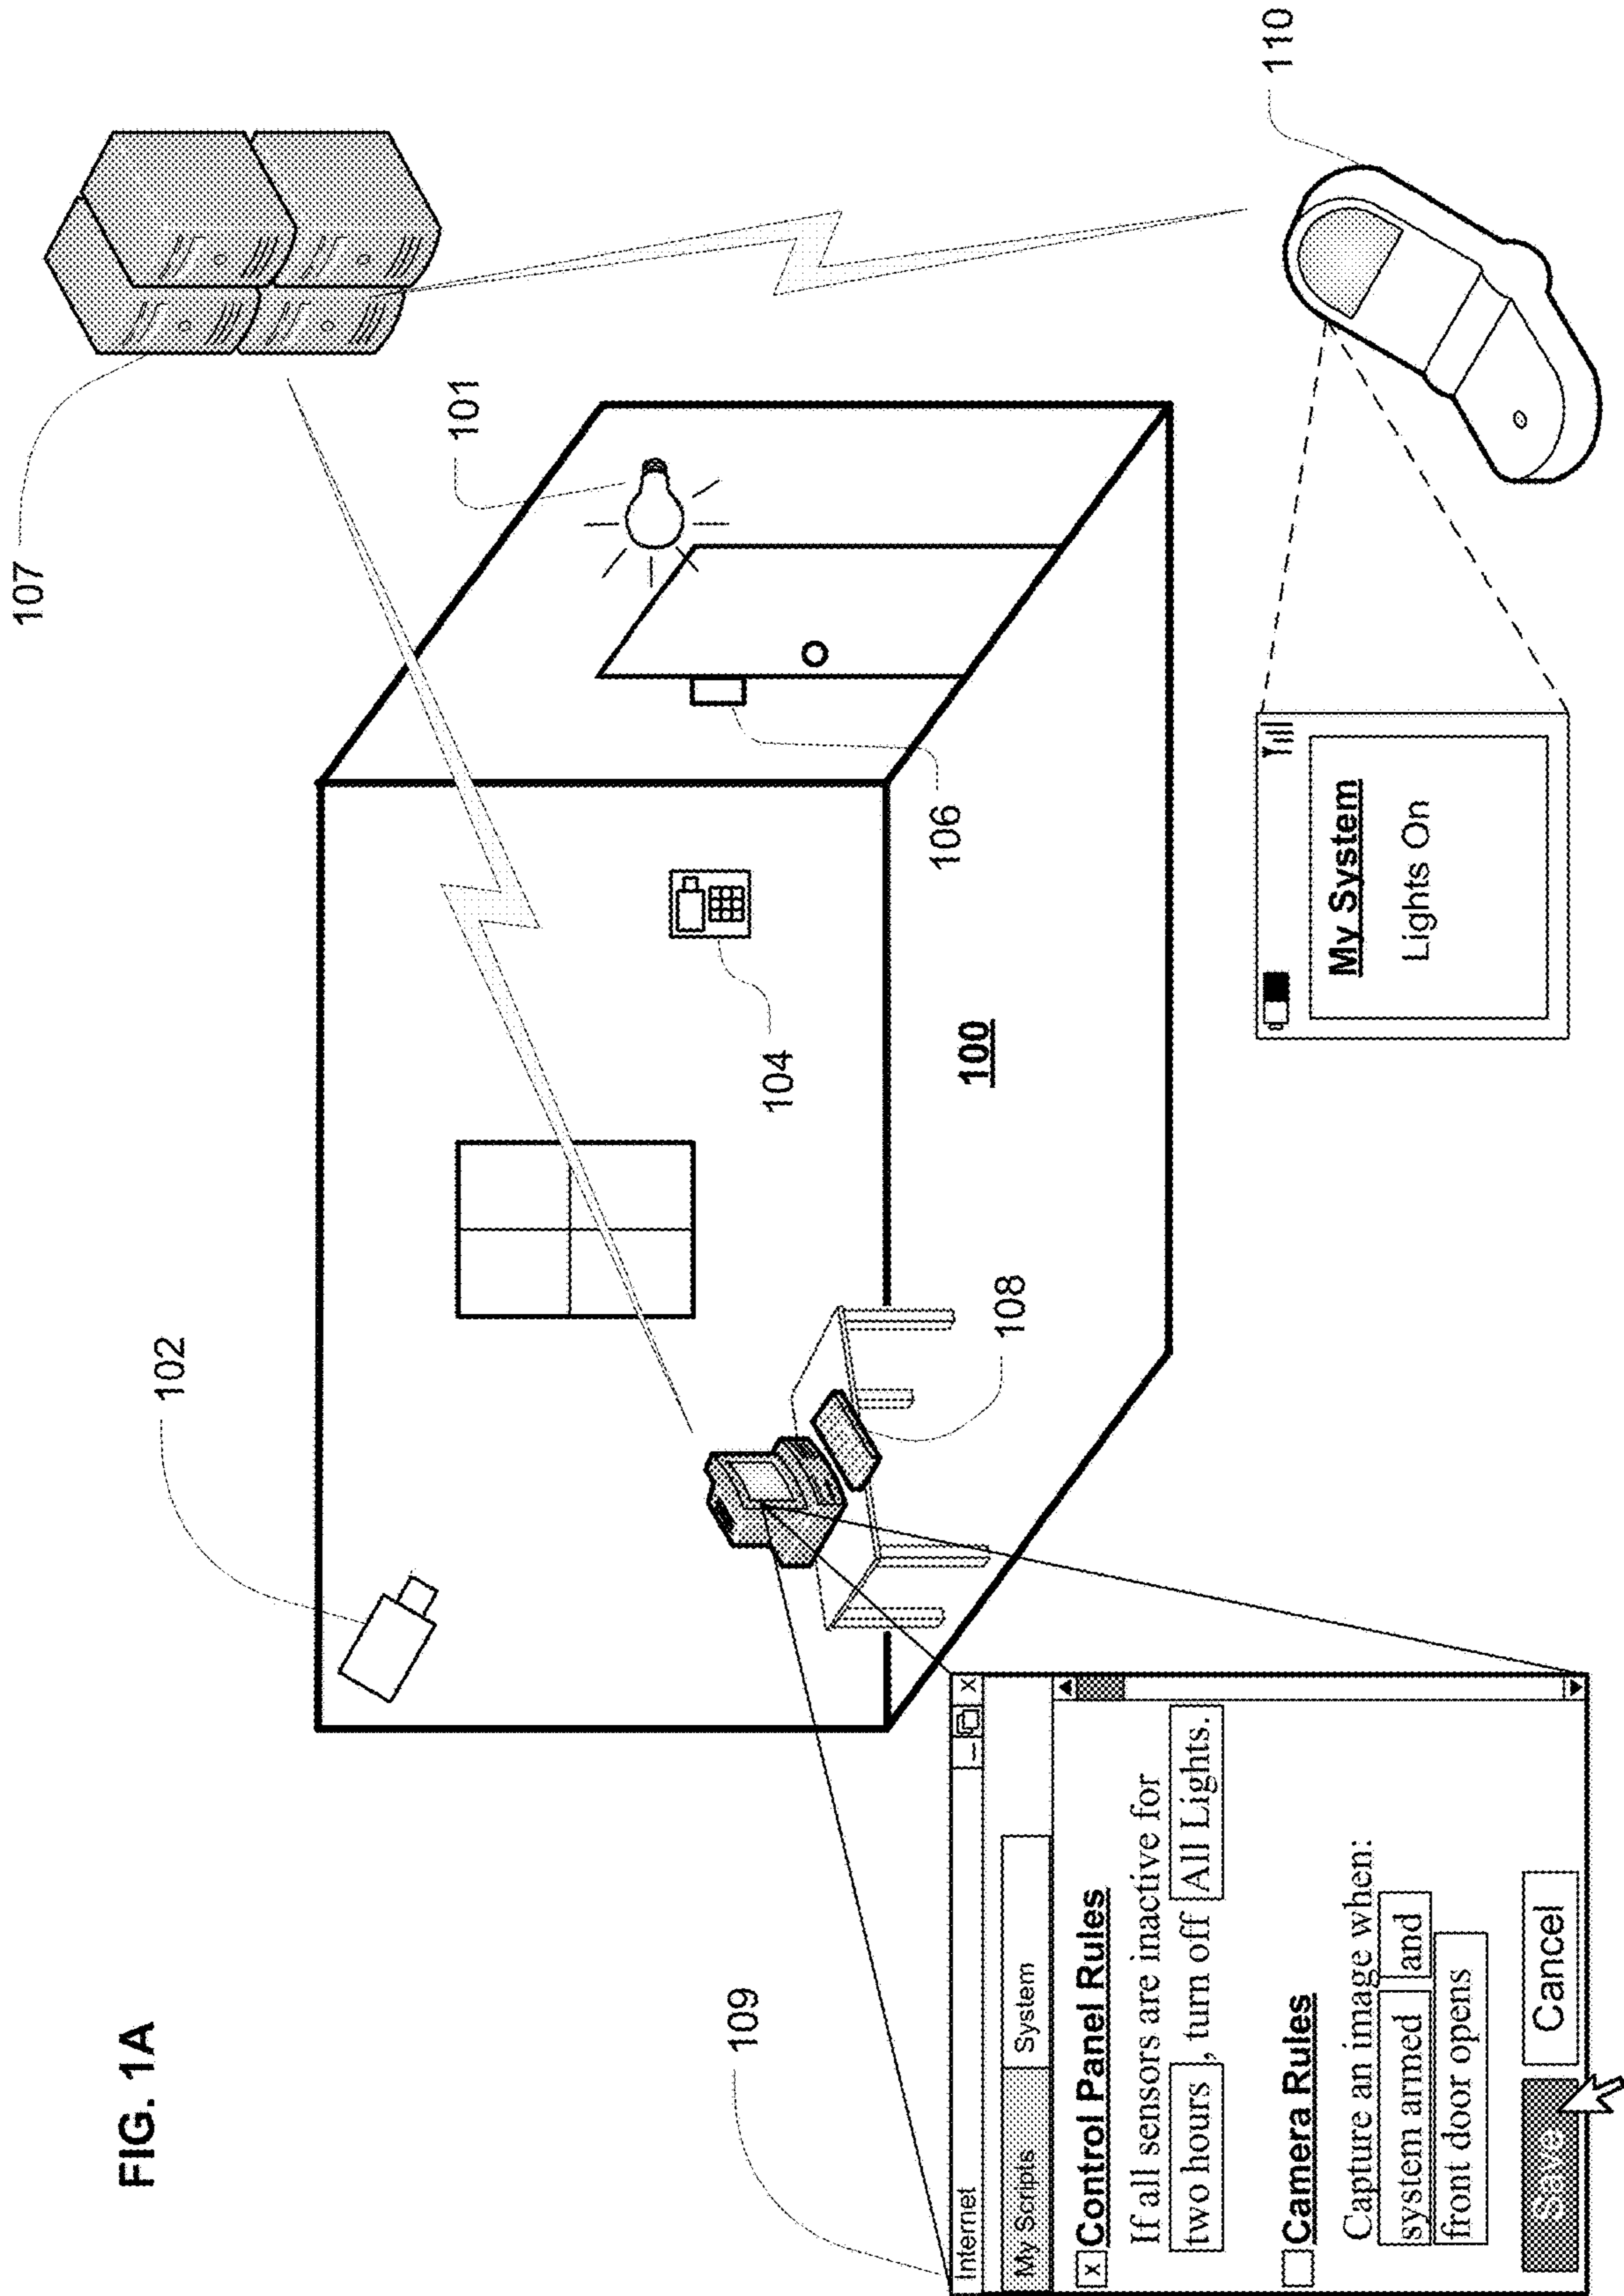 FIG. 1A
107
101
102
106
104
100
108
110
109
Internet
_ x
My Scripts System
x Control Panel Rules
If all sensors are inactive for
two hours , turn off All Lights.
Camera Rules
Capture an image when:
system armed and
front door opens
Save Cancel
My System
Lights On